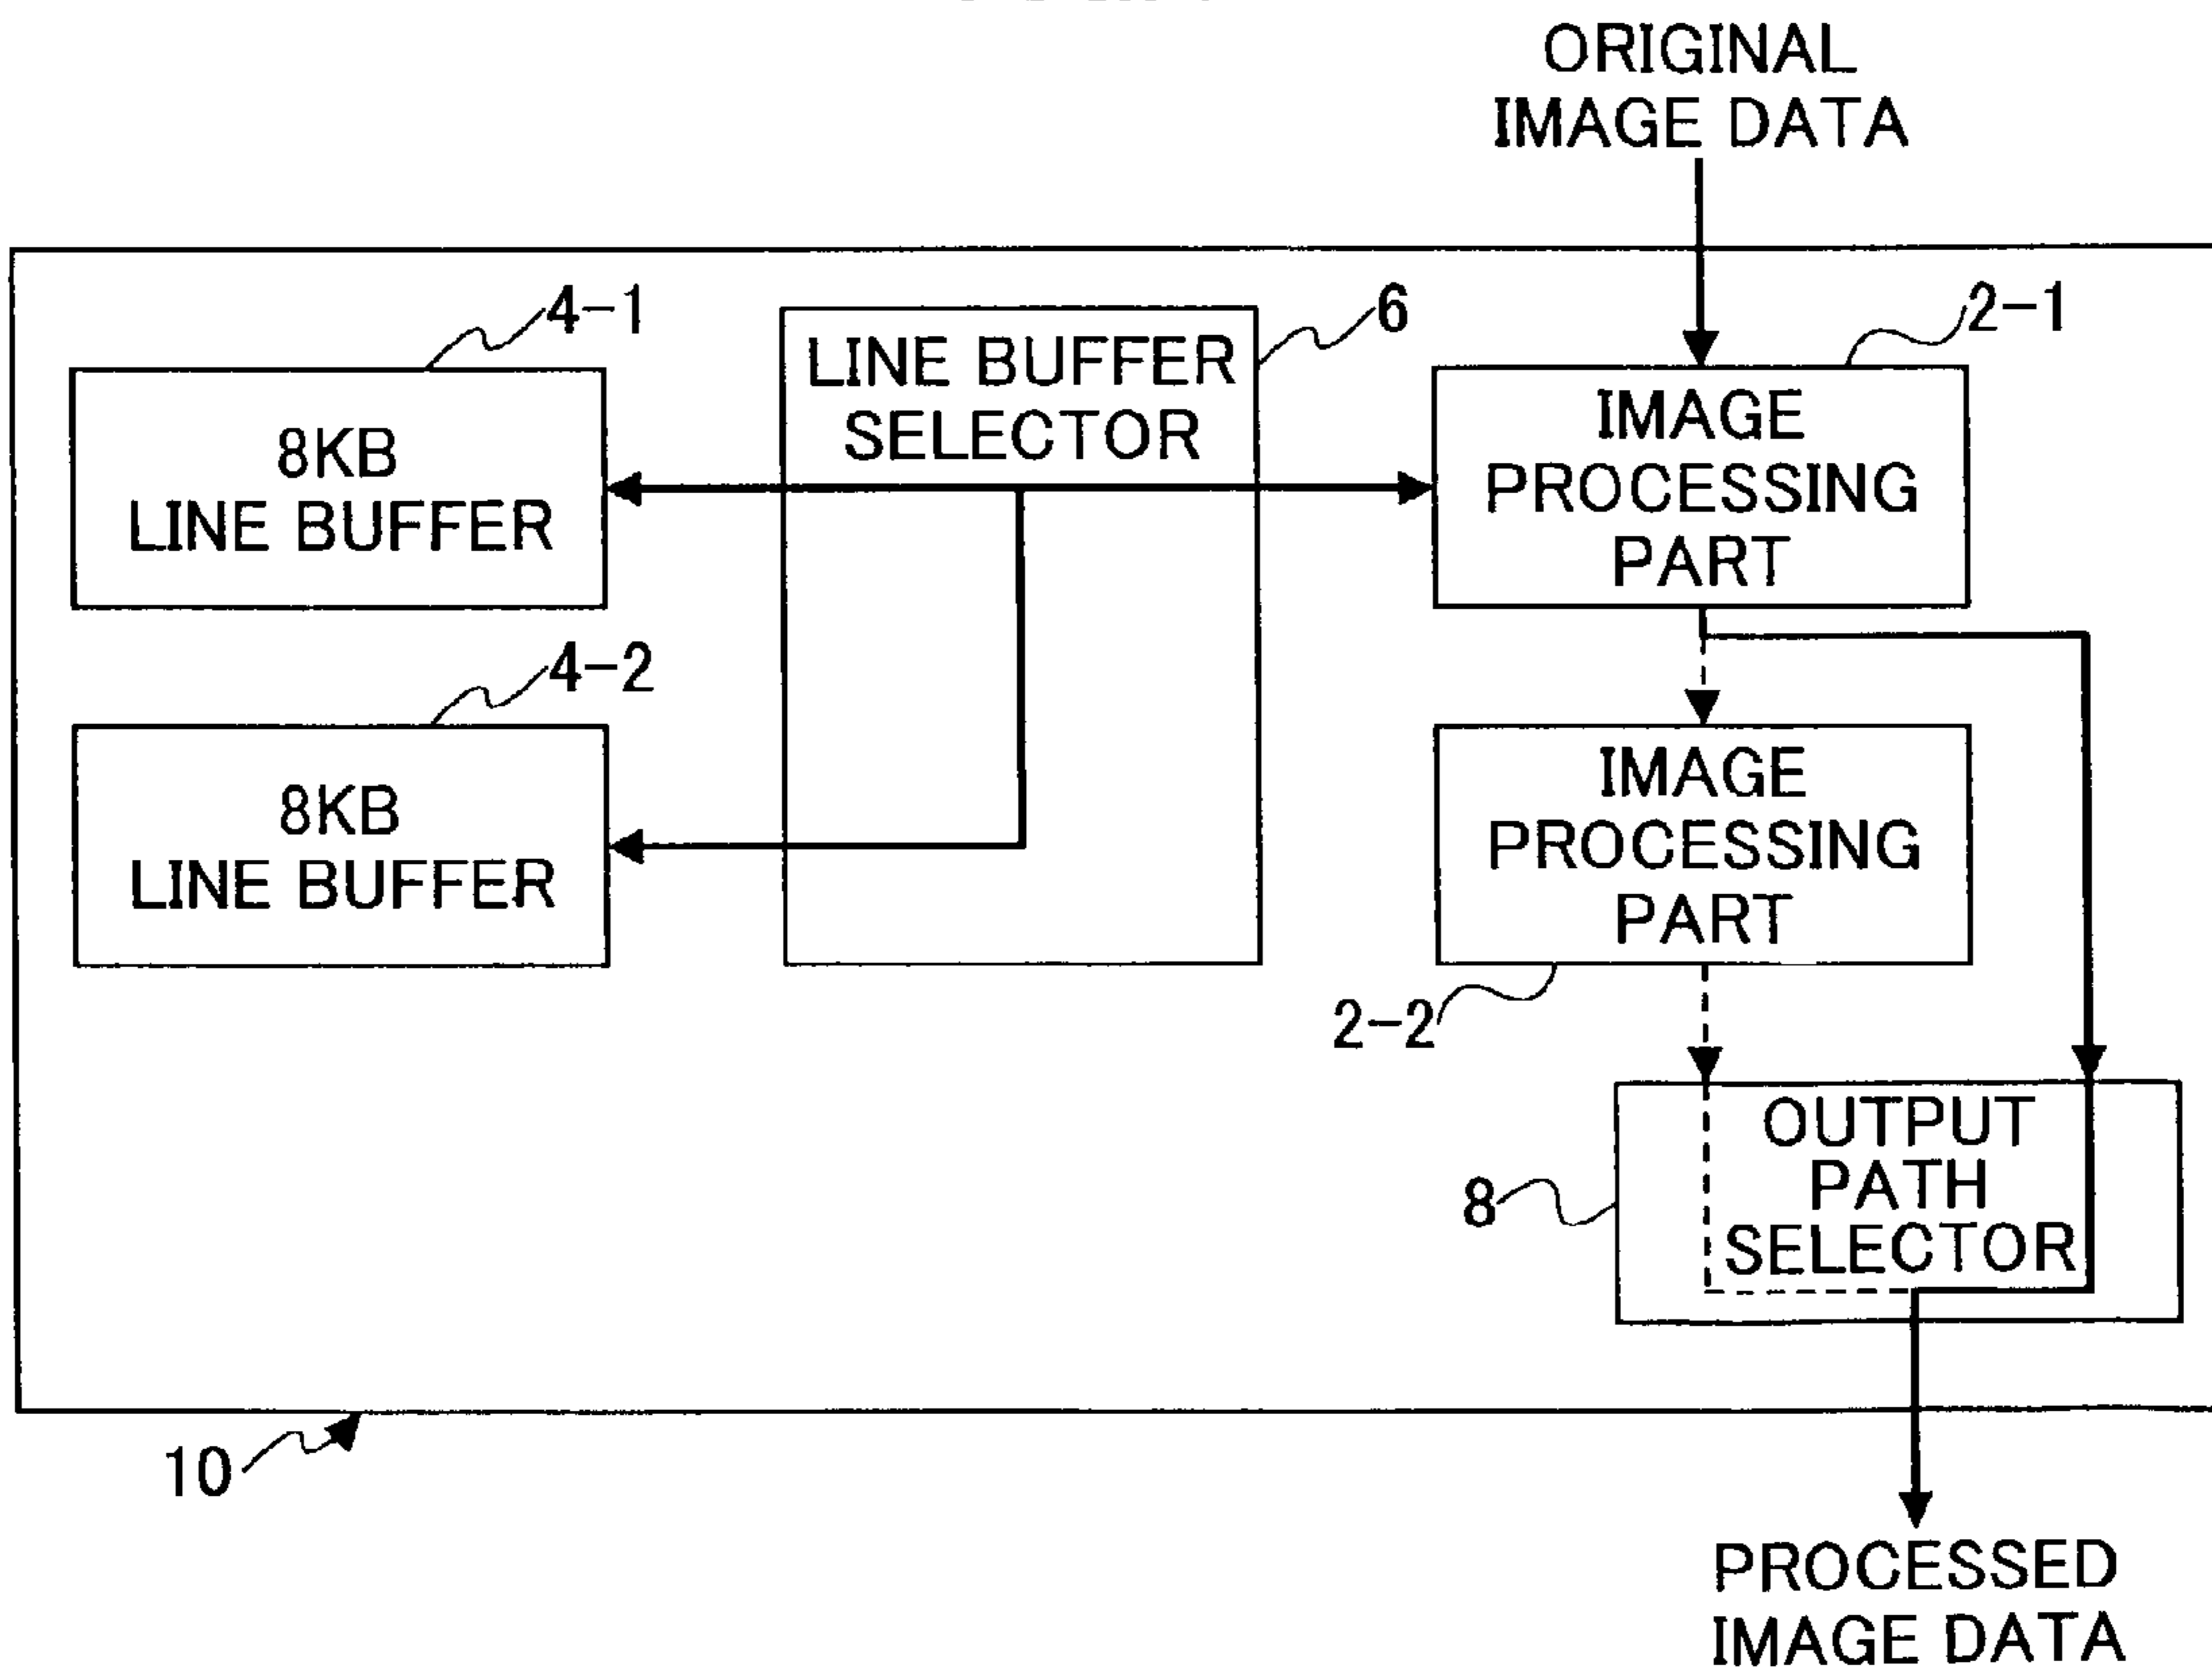 ORIGINAL
IMAGE DATA
4-1
6
2-1
8KB
LINE BUFFER
LINE BUFFER
SELECTOR
IMAGE
PROCESSING
PART
4-2
8KB
LINE BUFFER
IMAGE
PROCESSING
PART
2-2
8
OUTPUT
PATH
SELECTOR
10
PROCESSED
IMAGE DATA